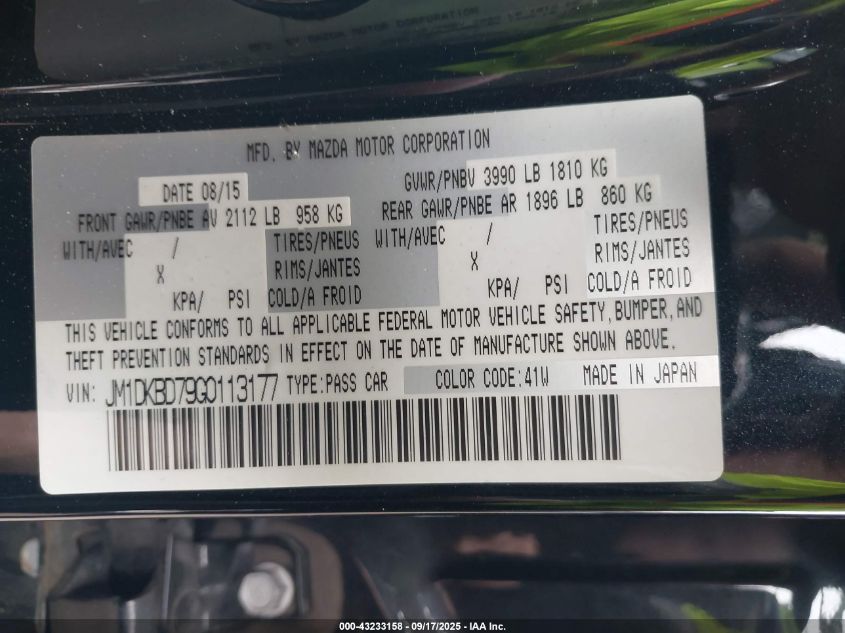 MFD. BY MAZDA MOTOR CORPORATION
DATE 08/15 GVWR/PNBV 3990 LB 1810 KG
FRONT GAWR/PNBE AV 2112 LB 958 KG REAR GAWR/PNBE AR 1896 LB 860 KG
WITH/AVEC / TIRES/PNEUS WITH/AVEC / TIRES/PNEUS
X RIMS/JANTES X RIMS/JANTES
KPA/ PSI COLD/A FROID KPA/ PSI COLD/A FROID
THIS VEHICLE CONFORMS TO ALL APPLICABLE FEDERAL MOTOR VEHICLE SAFETY, BUMPER, AND
THEFT PREVENTION STANDARDS IN EFFECT ON THE DATE OF MANUFACTURE SHOWN ABOVE.
VIN: JM1DKBD79G0113177 TYPE:PASS CAR COLOR CODE:41W MADE IN JAPAN
000-43233158 - 09/17/2025 - IAA Inc.